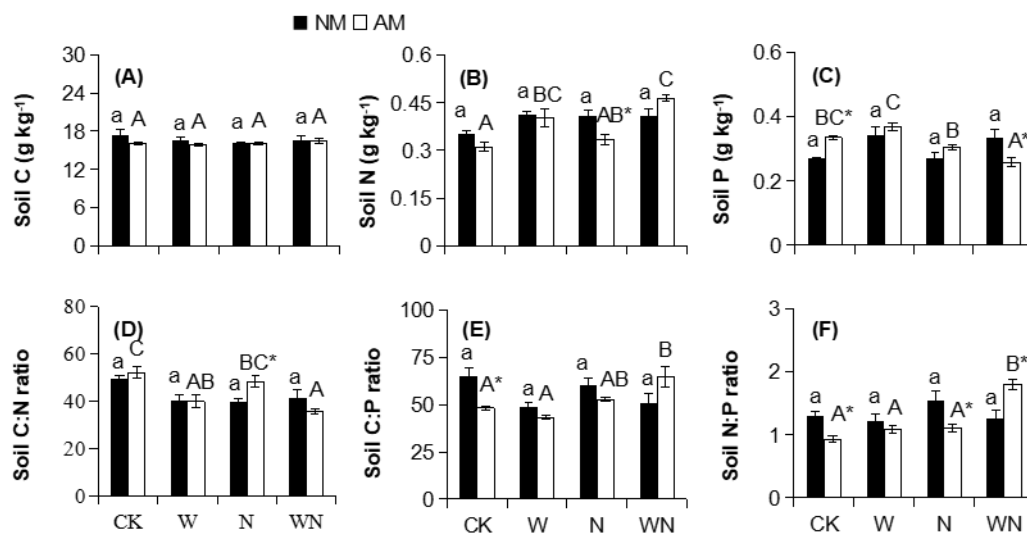 NM AM
(A)
Soil C (g kg⁻¹)
30
24
18
12
6
0
a A a A a A a A
(B)
Soil N (g kg⁻¹)
0.6
0.45
0.3
0.15
0
a A a BC a AB* a C
(C)
Soil P (g kg⁻¹)
0.6
0.4
0.2
0
a BC* a C a B a A*
(D)
Soil C:N ratio
80
60
40
20
0
a C a AB a BC* a A
CK W N WN
(E)
Soil C:P ratio
100
75
50
25
0
a A* a A a AB a B
CK W N WN
(F)
Soil N:P ratio
3
2
1
0
a A* a A a A* a B*
CK W N WN